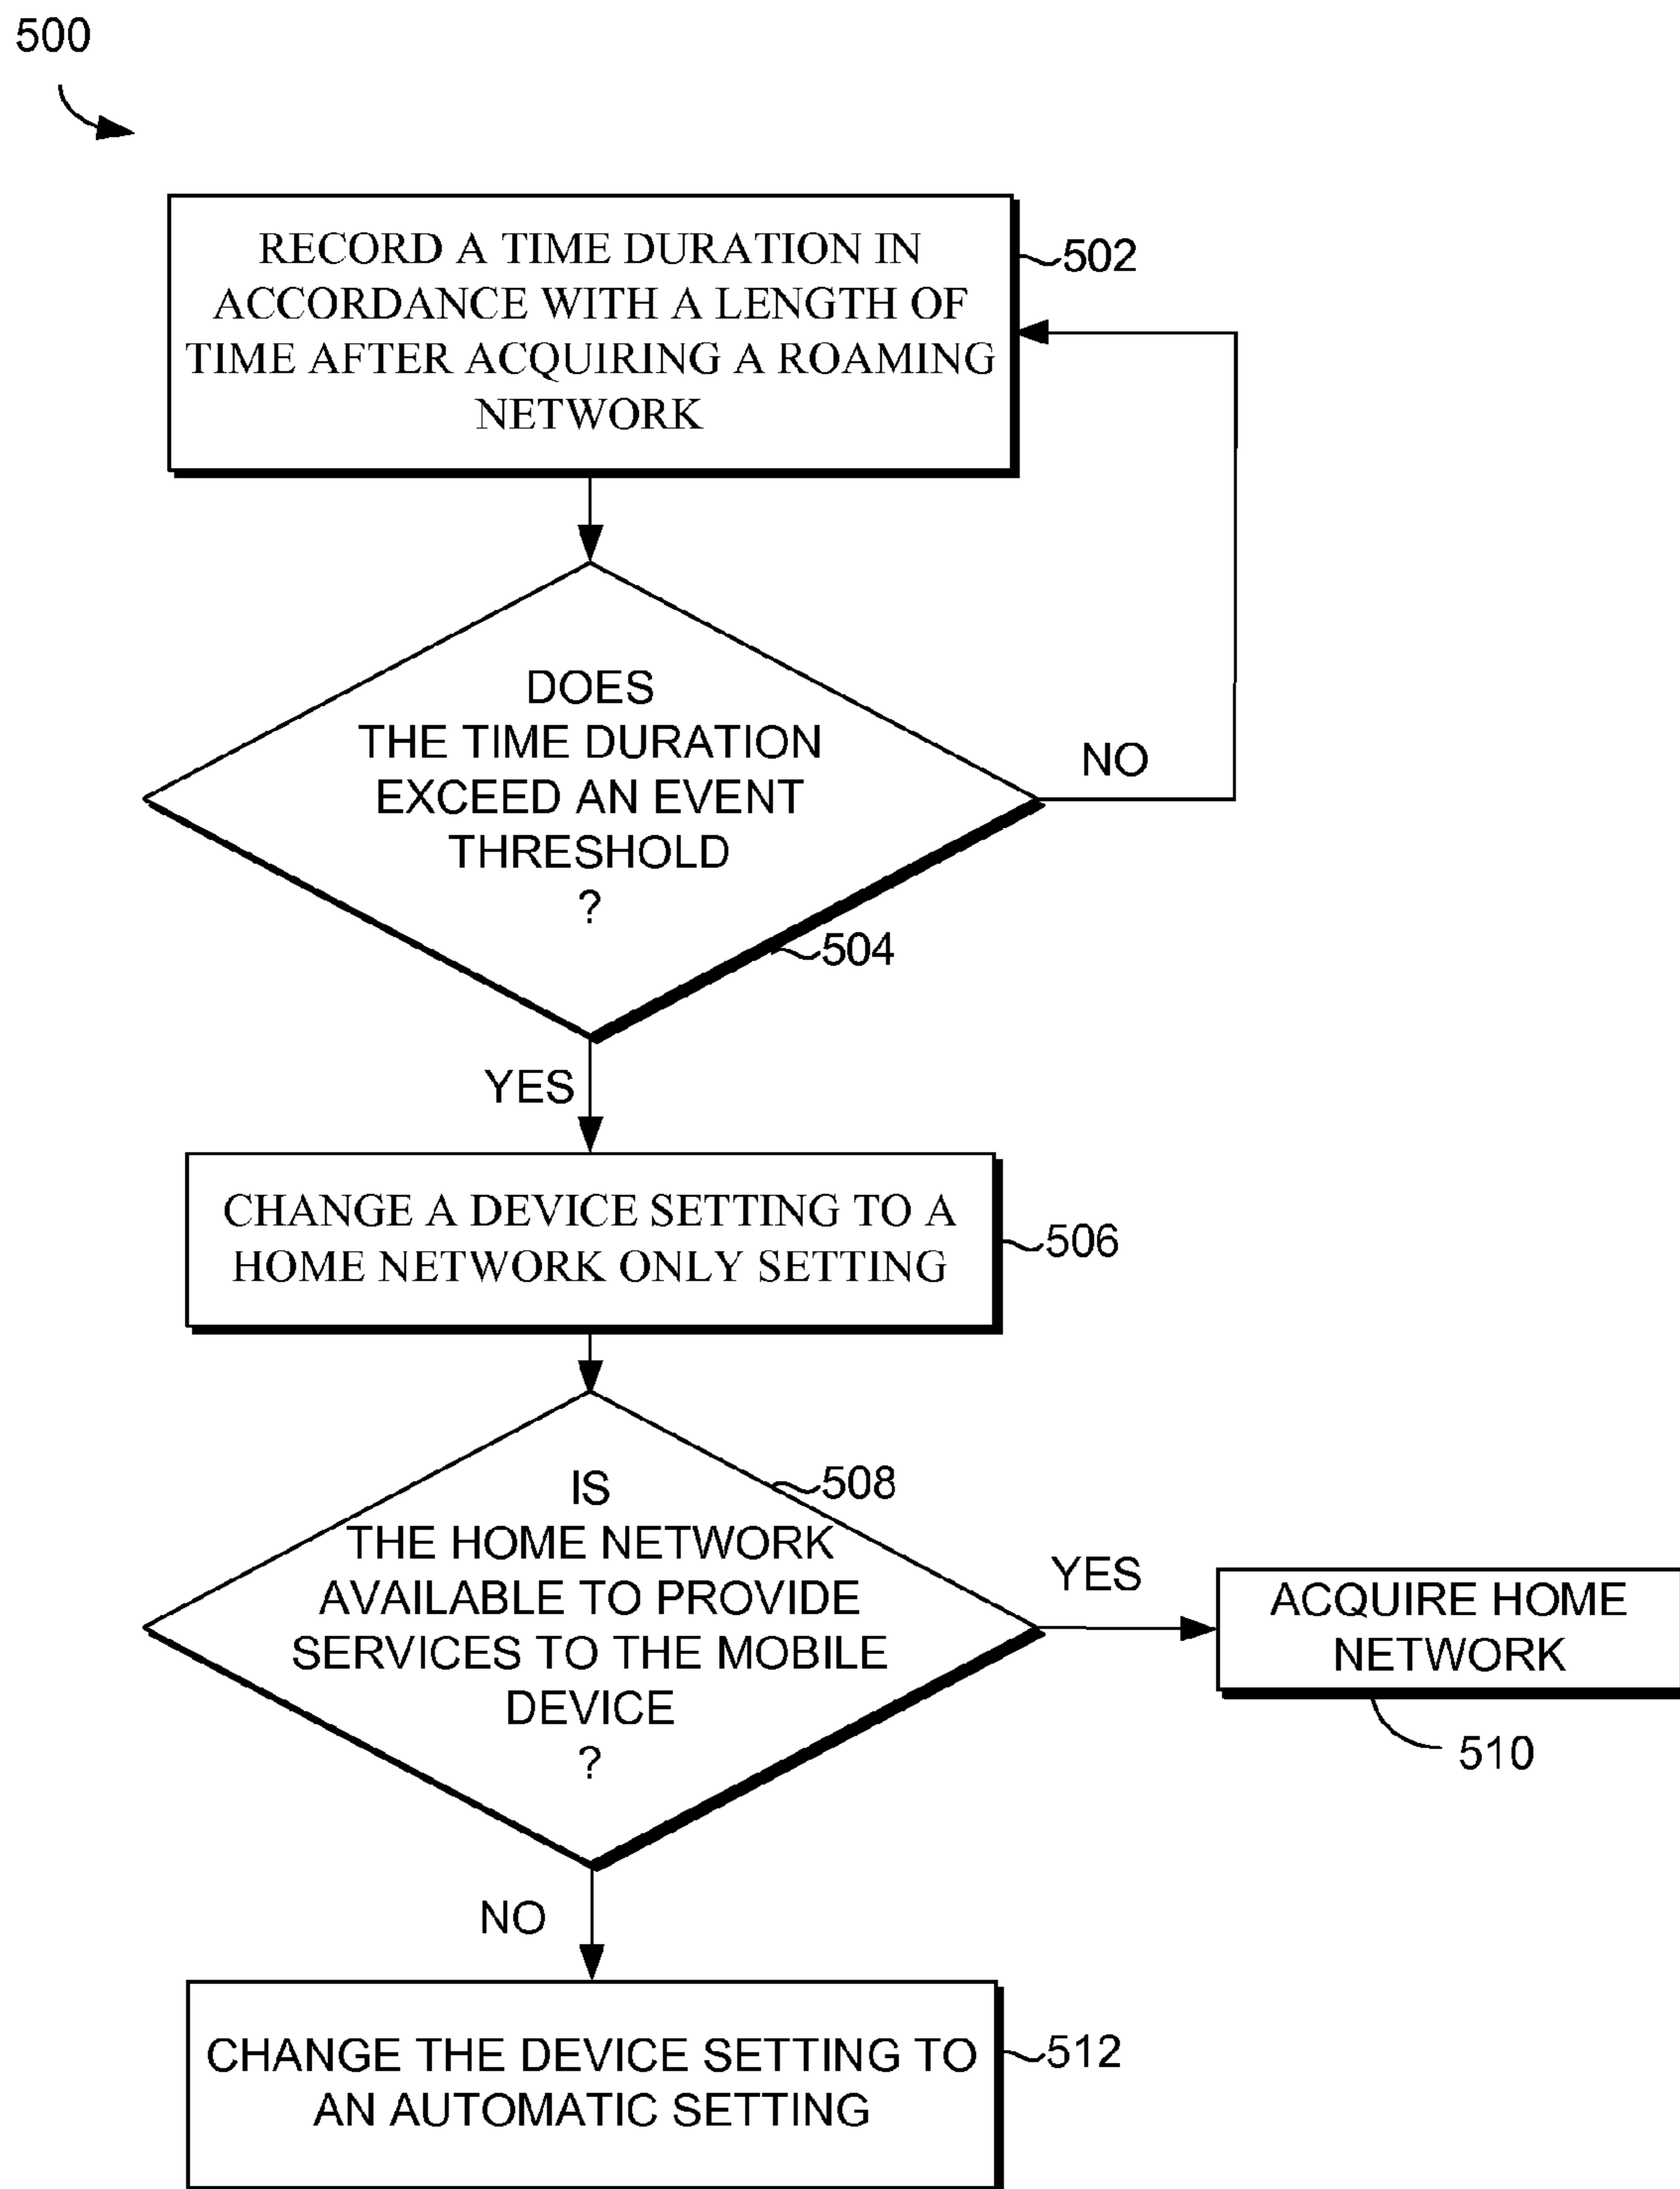 500
RECORD A TIME DURATION IN
ACCORDANCE WITH A LENGTH OF
TIME AFTER ACQUIRING A ROAMING
NETWORK
502
DOES
THE TIME DURATION
EXCEED AN EVENT
THRESHOLD
?
NO
504
YES
CHANGE A DEVICE SETTING TO A
HOME NETWORK ONLY SETTING
506
IS
THE HOME NETWORK
AVAILABLE TO PROVIDE
SERVICES TO THE MOBILE
DEVICE
?
508
YES
ACQUIRE HOME
NETWORK
510
NO
CHANGE THE DEVICE SETTING TO
AN AUTOMATIC SETTING
512